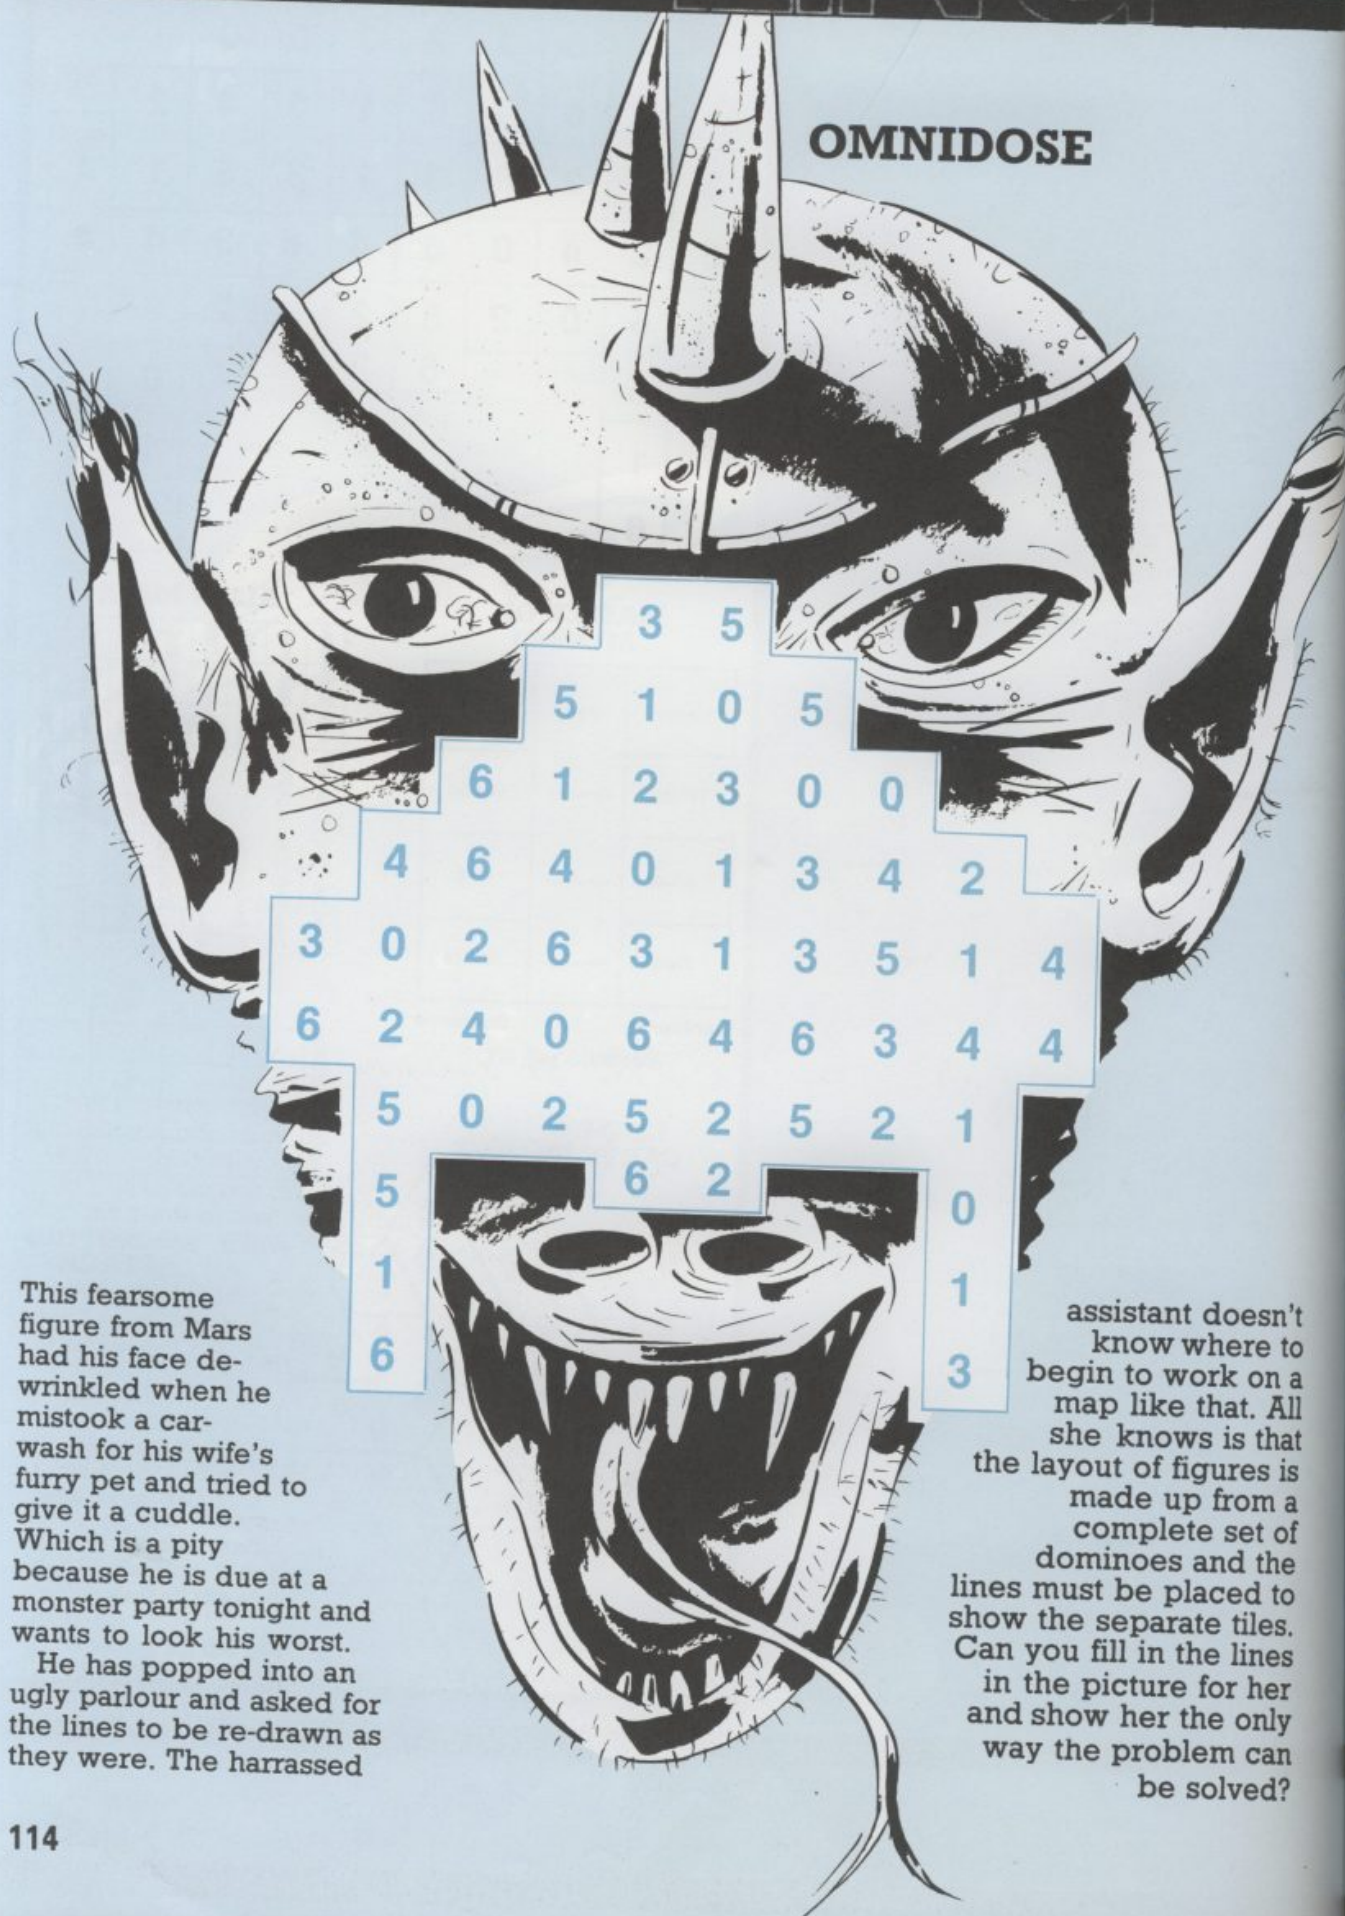 OMNIDOSE
3 5
5 1 0 5
6 1 2 3 0 0
4 6 4 0 1 3 4 2
3 0 2 6 3 1 3 5 1 4
6 2 4 0 6 4 6 3 4 4
5 0 2 5 2 5 2 1
5 6 2 0
1 1
6 3
This fearsome
figure from Mars
had his face de-
wrinkled when he
mistook a car-
wash for his wife's
furry pet and tried to
give it a cuddle.
Which is a pity
because he is due at a
monster party tonight and
wants to look his worst.
He has popped into an
ugly parlour and asked for
the lines to be re-drawn as
they were. The harrassed
assistant doesn't
know where to
begin to work on a
map like that. All
she knows is that
the layout of figures is
made up from a
complete set of
dominoes and the
lines must be placed to
show the separate tiles.
Can you fill in the lines
in the picture for her
and show her the only
way the problem can
be solved?
114